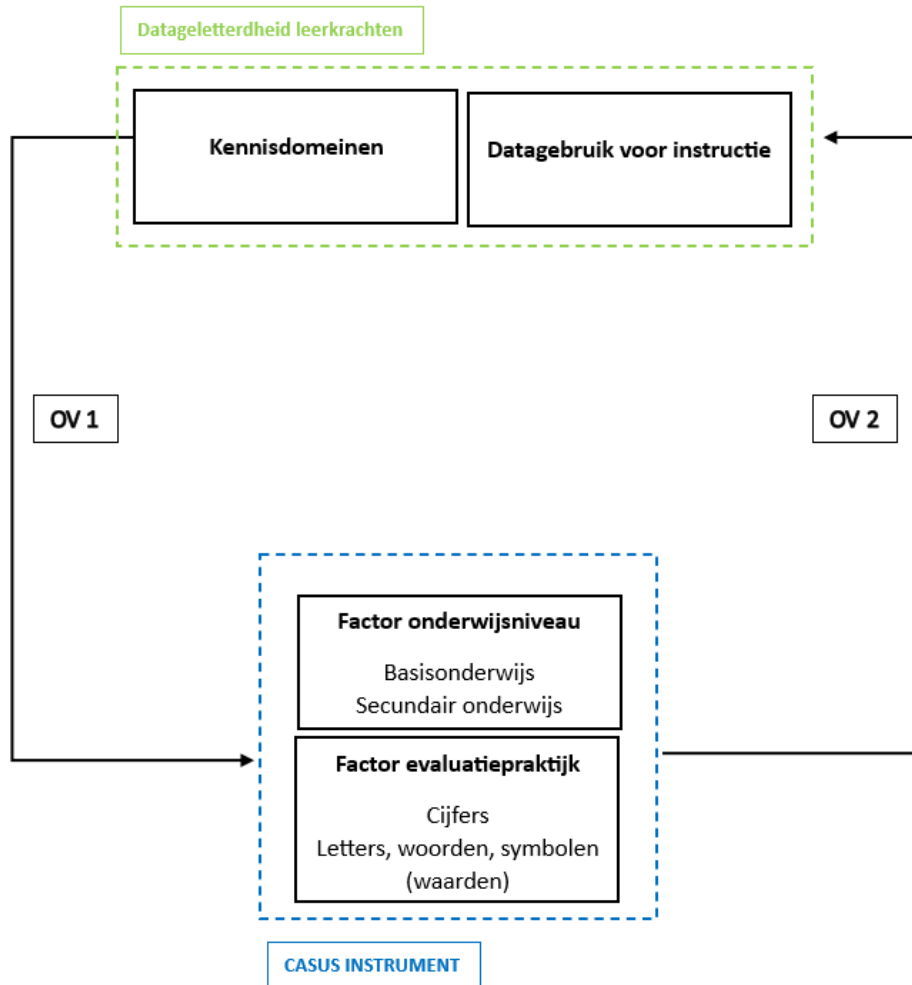 Datageletterdheid leerkrachten
Kennisdomeinen
Datagebruik voor instructie
OV 1
OV 2
Factor onderwijsniveau
Basisonderwijs
Secundair onderwijs
Factor evaluatiepraktijk
Cijfers
Letters, woorden, symbolen
(waarden)
CASUS INSTRUMENT